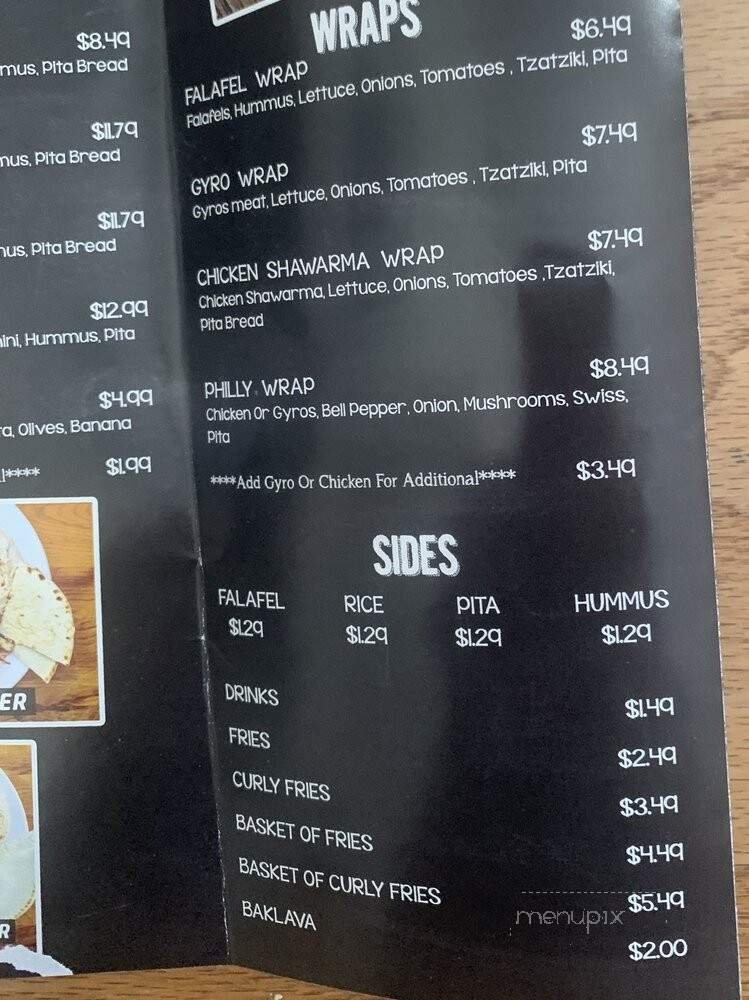 $8.49
mus, Pita Bread
$11.79
mus, Pita Bread
$11.79
mus, Pita Bread
$12.99
ini, Hummus, Pita
$4.99
ta, Olives, Banana
l**** $1.99
ER
R
WRAPS
$6.49
FALAFEL WRAP
Falafels, Hummus, Lettuce, Onions, Tomatoes , Tzatziki, Pita
$7.49
GYRO WRAP
Gyros meat, Lettuce, Onions, Tomatoes , Tzatziki, Pita
$7.49
CHICKEN SHAWARMA WRAP
Chicken Shawarma, Lettuce, Onions, Tomatoes ,Tzatziki,
Pita Bread
$8.49
PHILLY WRAP
Chicken Or Gyros, Bell Pepper, Onion, Mushrooms, Swiss,
Pita
****Add Gyro Or Chicken For Additional**** $3.49
SIDES
FALAFEL RICE PITA HUMMUS
$1.29 $1.29 $1.29 $1.29
DRINKS $1.49
FRIES $2.49
CURLY FRIES $3.49
BASKET OF FRIES $4.49
BASKET OF CURLY FRIES $5.49
BAKLAVA $2.00
menupix